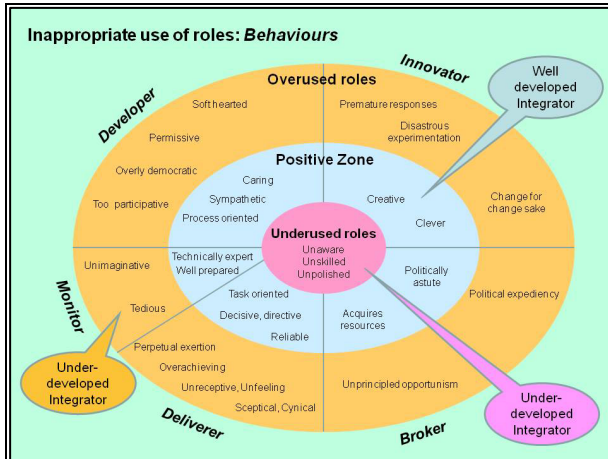 Inappropriate use of roles: Behaviours
Overused roles
Innovator
Developer
Soft hearted
Permissive
Overly democratic
Too participative
Premature responses
Disastrous
experimentation
Well
developed
Integrator
Positive Zone
Caring
Sympathetic
Process oriented
Creative
Clever
Change for
change sake
Underused roles
Unaware
Unskilled
Unpolished
Unimaginative
Tedious
Monitor
Technically expert
Well prepared
Task oriented
Decisive, directive
Reliable
Acquires
resources
Politically
astute
Political expediency
Perpetual exertion
Overachieving
Unreceptive, Unfeeling
Sceptical, Cynical
Deliverer
Unprincipled opportunism
Broker
Under-
developed
Integrator
Under-
developed
Integrator